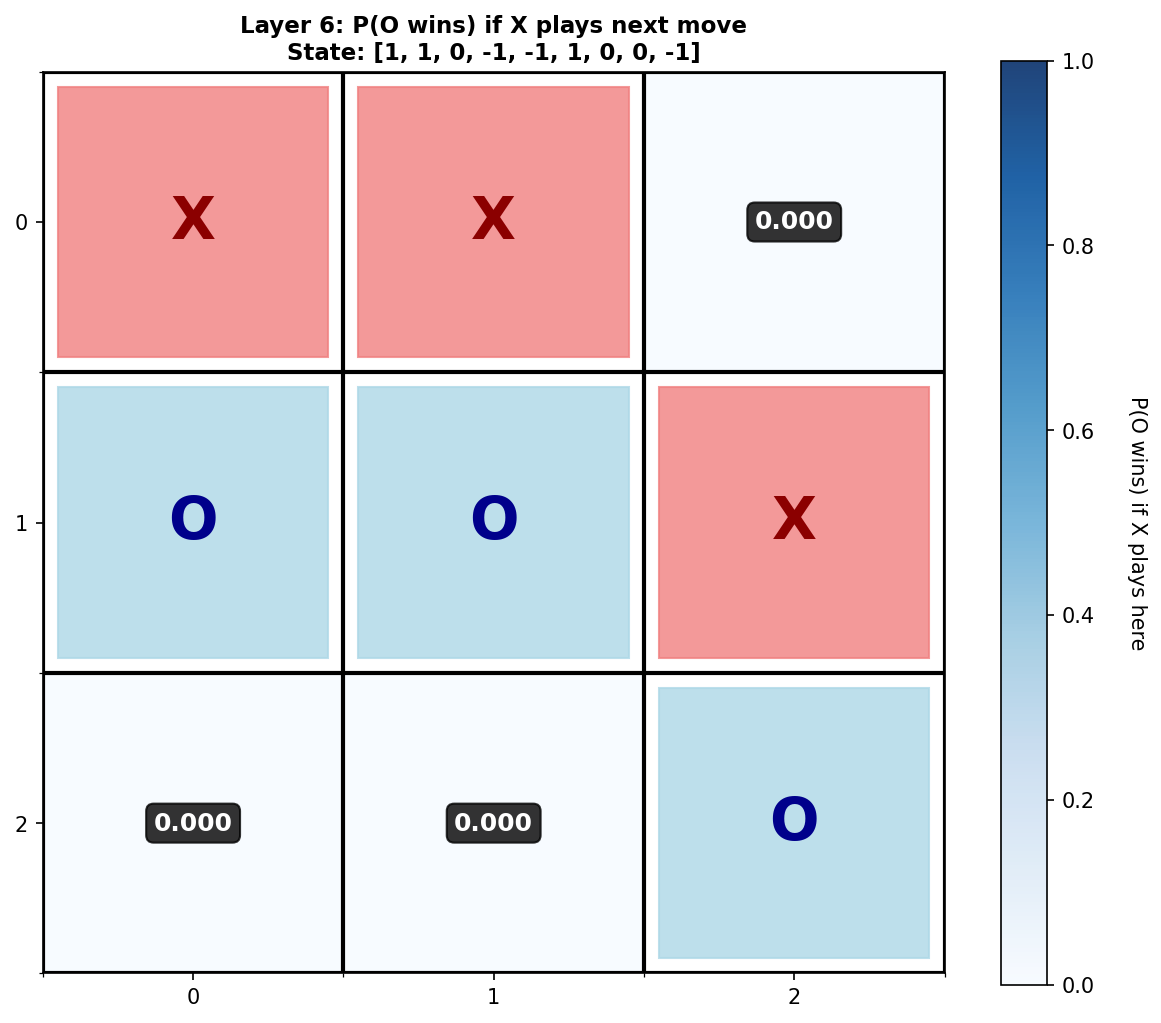 Layer 6: P(O wins) if X plays next move
State: [1, 1, 0, -1, -1, 1, 0, 0, -1]
0
X
X
0.000
1
O
O
X
2
0.000
0.000
O
0
1
2
1.0
0.8
0.6
0.4
0.2
0.0
P(O wins) if X plays here